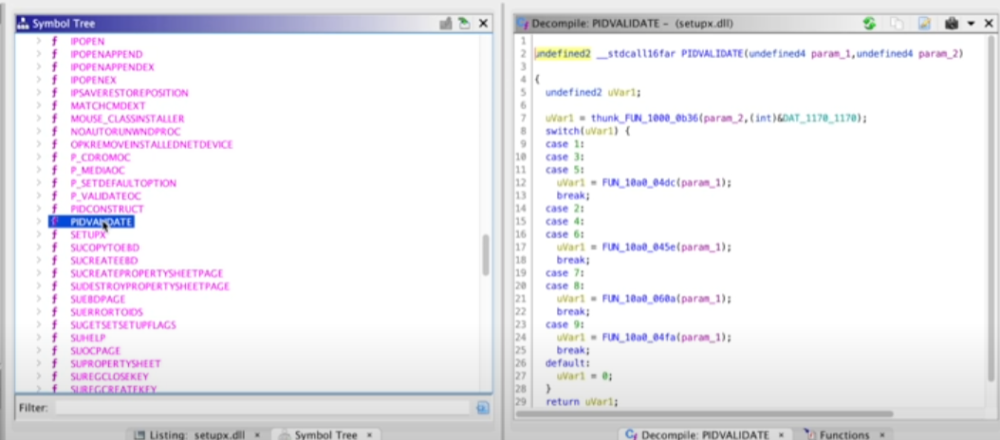 Symbol Tree
IPOPEN
IPOPENAPPEND
IPOPENAPPENDEX
IPOPENEX
IPSAVERESTOREPOSITION
MATCHCMDEXT
MOUSE_CLASSINSTALLER
NOAUTORUNWNDPROC
OPKREMOVEINSTALLEDNETDEVICE
P_CDROMOC
P_MEDIAOC
P_SETDEFAULTOPTION
P_VALIDATEOC
PIDCONSTRUCT
PIDVALIDATE
SETUPX
SUCOPYTOEBD
SUCREATEEBD
SUCREATEPROPERTYSHEETPAGE
SUDESTROYPROPERTYSHEETPAGE
SUEBDPAGE
SUERRORTOIDS
SUGETSETSETUPFLAGS
SUHELP
SUOCPAGE
SUPROPERTYSHEET
SUREGCLOSEKEY
SUREGCREATEKEY
Filter:
Listing: setupx.dll ×
Symbol Tree ×
Decompile: PIDVALIDATE - (setupx.dll)
1
2 undefined2 __stdcall16far PIDVALIDATE(undefined4 param_1,undefined4 param_2)
3
4 {
5 undefined2 uVar1;
6
7 uVar1 = thunk_FUN_1000_0b36(param_2,(int)&DAT_1170_1170);
8 switch(uVar1) {
9 case 1:
10 case 3:
11 case 5:
12 uVar1 = FUN_10a0_04dc(param_1);
13 break;
14 case 2:
15 case 4:
16 case 6:
17 uVar1 = FUN_10a0_045e(param_1);
18 break;
19 case 7:
20 case 8:
21 uVar1 = FUN_10a0_060a(param_1);
22 break;
23 case 9:
24 uVar1 = FUN_10a0_04fa(param_1);
25 break;
26 default:
27 uVar1 = 0;
28 }
29 return uVar1;
Decompile: PIDVALIDATE ×
Functions ×